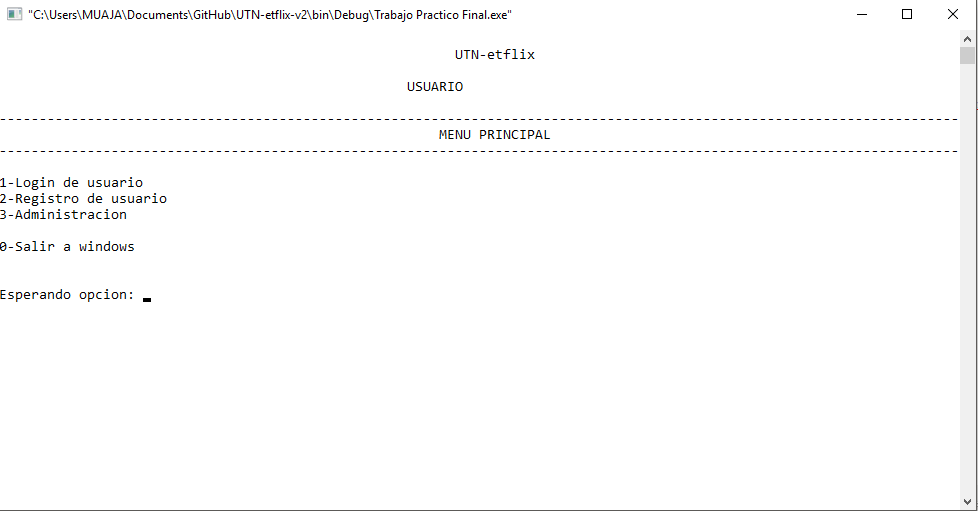 "C:\Users\MUAJA\Documents\GitHub\UTN-etflix-v2\bin\Debug\Trabajo Practico Final.exe"
UTN-etflix
USUARIO
------------------------------------------------------------------------------------------------------------------------
MENU PRINCIPAL
------------------------------------------------------------------------------------------------------------------------
1-Login de usuario
2-Registro de usuario
3-Administracion
0-Salir a windows
Esperando opcion: